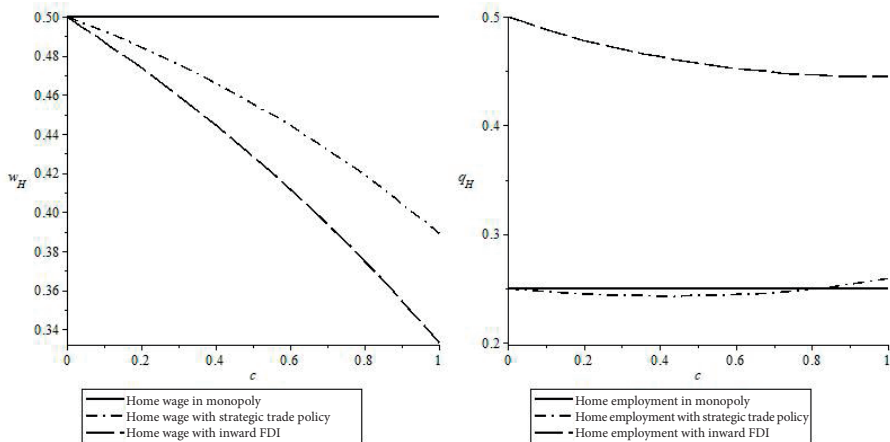 0.50
0.48
0.46
0.44
w_H 0.42
0.40
0.38
0.36
0.34
0 0.2 0.4 0.6 0.8 1
c
Home wage in monopoly
Home wage with strategic trade policy
Home wage with inward FDI
0.5
0.4
q_H
0.3
0.2
0 0.2 0.4 0.6 0.8 1
c
Home employment in monopoly
Home employment with strategic trade policy
Home employment with inward FDI